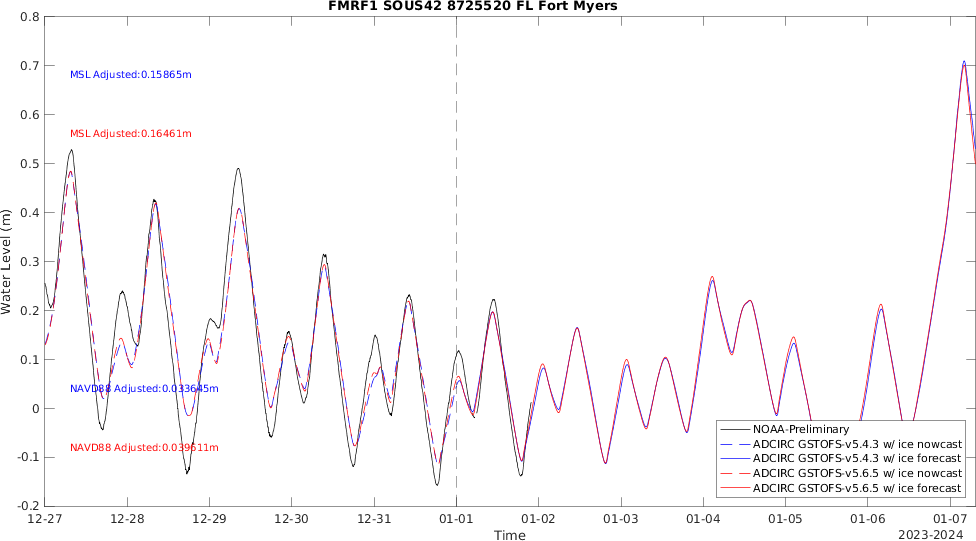 FMRF1 SOUS42 8725520 FL Fort Myers
0.8
0.7
0.6
0.5
0.4
0.3
0.2
0.1
0
-0.1
-0.2
Water Level (m)
MSL Adjusted:0.15865m
MSL Adjusted:0.16461m
NAVD88 Adjusted:0.033645m
NAVD88 Adjusted:0.039611m
NOAA-Preliminary
ADCIRC GSTOFS-v5.4.3 w/ ice nowcast
ADCIRC GSTOFS-v5.4.3 w/ ice forecast
ADCIRC GSTOFS-v5.6.5 w/ ice nowcast
ADCIRC GSTOFS-v5.6.5 w/ ice forecast
12-27 12-28 12-29 12-30 12-31 01-01 01-02 01-03 01-04 01-05 01-06 01-07
Time
2023-2024